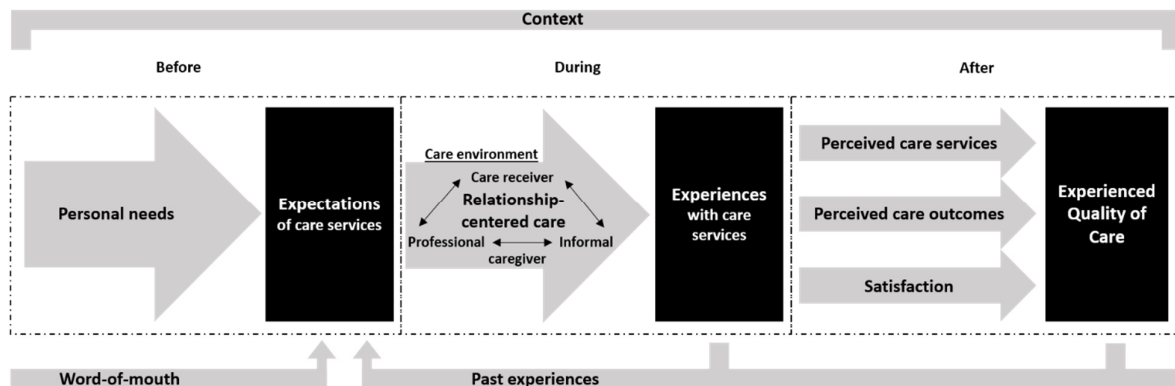 Context
Before
During
After
Personal needs
Expectations
of care services
Care environment
Care receiver
Relationship-
centered care
Professional
Informal
caregiver
Experiences
with care
services
Perceived care services
Perceived care outcomes
Satisfaction
Experienced
Quality of
Care
Word-of-mouth
Past experiences